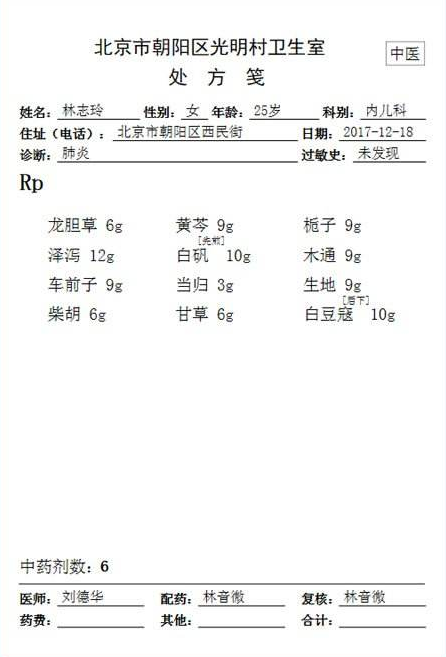 北京市朝阳区光明村卫生室
中医
处 方 笺
姓名：林志玲 性别：女 年龄：25岁 科别：内儿科
住址（电话）：北京市朝阳区西民街 日期：2017-12-18
诊断：肺炎 过敏史：未发现
Rp
龙胆草 6g 黄芩 9g 栀子 9g
[先煎]
泽泻 12g 白矾 10g 木通 9g
车前子 9g 当归 3g 生地 9g
[后下]
柴胡 6g 甘草 6g 白豆寇 10g
中药剂数：6
医师：刘德华 配药：林音微 复核：林音微
药费： 其他： 合计：